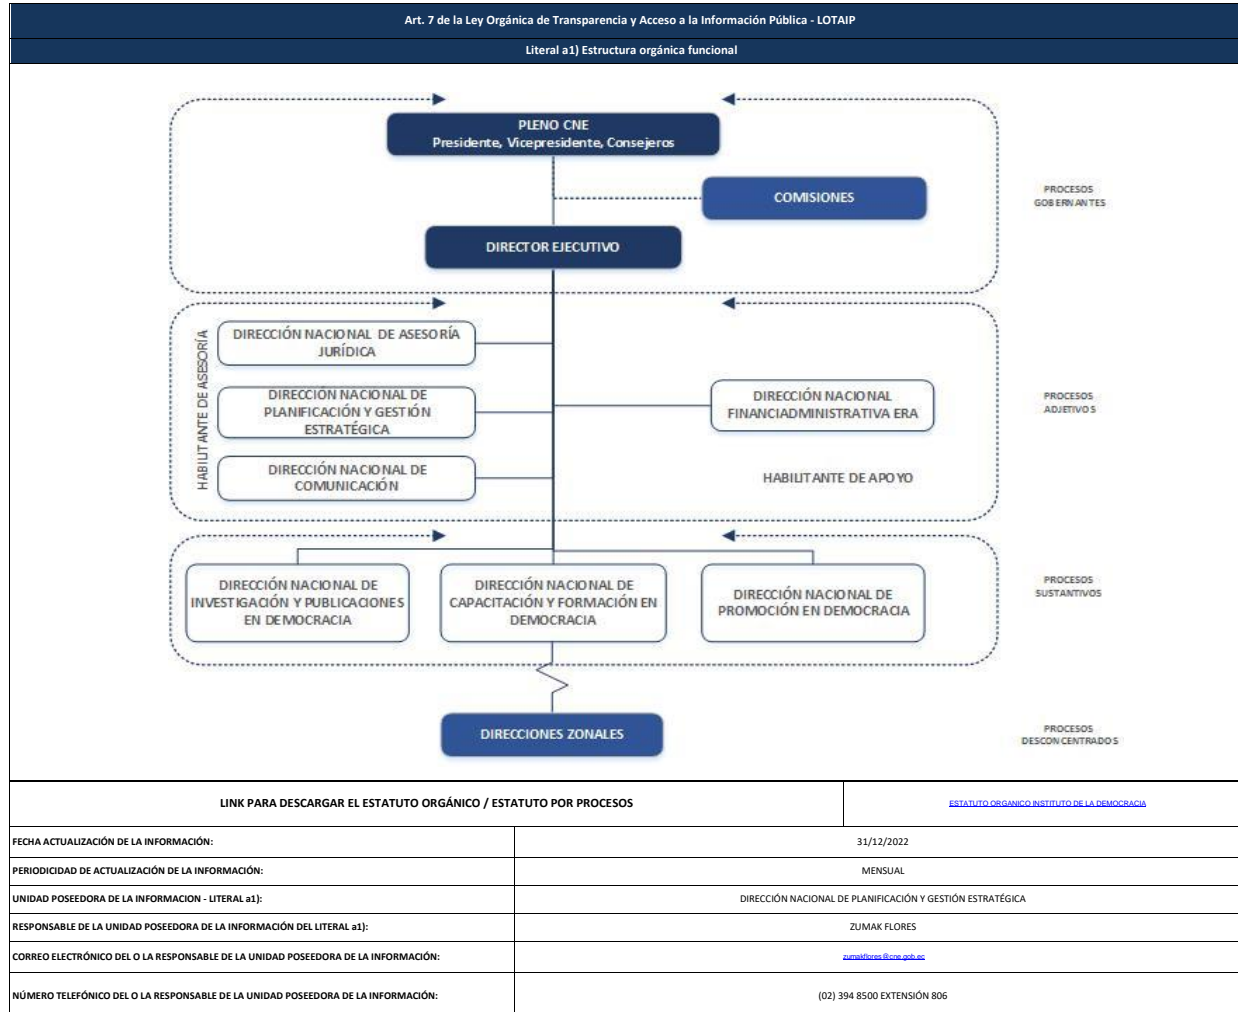 Art. 7 de la Ley Orgánica de Transparencia y Acceso a la Información Pública - LOTAIP
Literal a1) Estructura orgánica funcional
PLENO CNE
Presidente, Vicepresidente, Consejeros
COMISIONES
PROCESOS
GOBERNANTES
DIRECTOR EJECUTIVO
HABILITANTE DE ASESORÍA
DIRECCIÓN NACIONAL DE ASESORÍA
JURÍDICA
DIRECCIÓN NACIONAL DE
PLANIFICACIÓN Y GESTIÓN
ESTRATÉGICA
DIRECCIÓN NACIONAL DE
COMUNICACIÓN
DIRECCIÓN NACIONAL
FINANCIADMINISTRATIVA ERA
HABILITANTE DE APOYO
PROCESOS
ADJETIVOS
DIRECCIÓN NACIONAL DE
INVESTIGACIÓN Y PUBLICACIONES
EN DEMOCRACIA
DIRECCIÓN NACIONAL DE
CAPACITACIÓN Y FORMACIÓN EN
DEMOCRACIA
DIRECCIÓN NACIONAL DE
PROMOCIÓN EN DEMOCRACIA
PROCESOS
SUSTANTIVOS
DIRECCIONES ZONALES
PROCESOS
DESCONCENTRADOS
LINK PARA DESCARGAR EL ESTATUTO ORGÁNICO / ESTATUTO POR PROCESOS
ESTATUTO ORGANICO INSTITUTO DE LA DEMOCRACIA
FECHA ACTUALIZACIÓN DE LA INFORMACIÓN:
31/12/2022
PERIODICIDAD DE ACTUALIZACIÓN DE LA INFORMACIÓN:
MENSUAL
UNIDAD POSEEDORA DE LA INFORMACION - LITERAL a1):
DIRECCIÓN NACIONAL DE PLANIFICACIÓN Y GESTIÓN ESTRATÉGICA
RESPONSABLE DE LA UNIDAD POSEEDORA DE LA INFORMACIÓN DEL LITERAL a1):
ZUMAK FLORES
CORREO ELECTRÓNICO DEL O LA RESPONSABLE DE LA UNIDAD POSEEDORA DE LA INFORMACIÓN:
zumakflores@cne.gob.ec
NÚMERO TELEFÓNICO DEL O LA RESPONSABLE DE LA UNIDAD POSEEDORA DE LA INFORMACIÓN:
(02) 394 8500 EXTENSIÓN 806